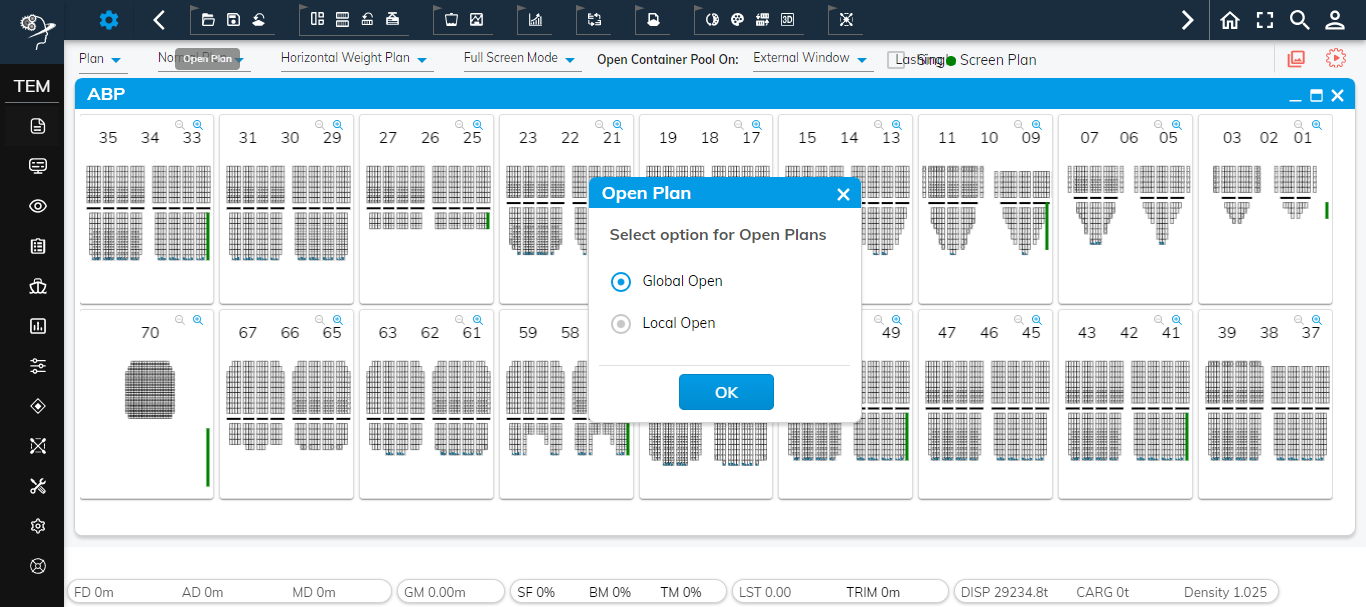 TEM
Plan
Normal Plan
Open Plan
Horizontal Weight Plan
Full Screen Mode
Open Container Pool On:
External Window
Lashing
Screen Plan
ABP
35 34 33
31 30 29
27 26 25
23 22 21
19 18 17
15 14 13
11 10 09
07 06 05
03 02 01
Open Plan
Select option for Open Plans
Global Open
Local Open
OK
70
67 66 65
63 62 61
59 58
49
47 46 45
43 42 41
39 38 37
FD 0m AD 0m MD 0m
GM 0.00m
SF 0% BM 0% TM 0%
LST 0.00 TRIM 0m
DISP 29234.8t CARG 0t Density 1.025